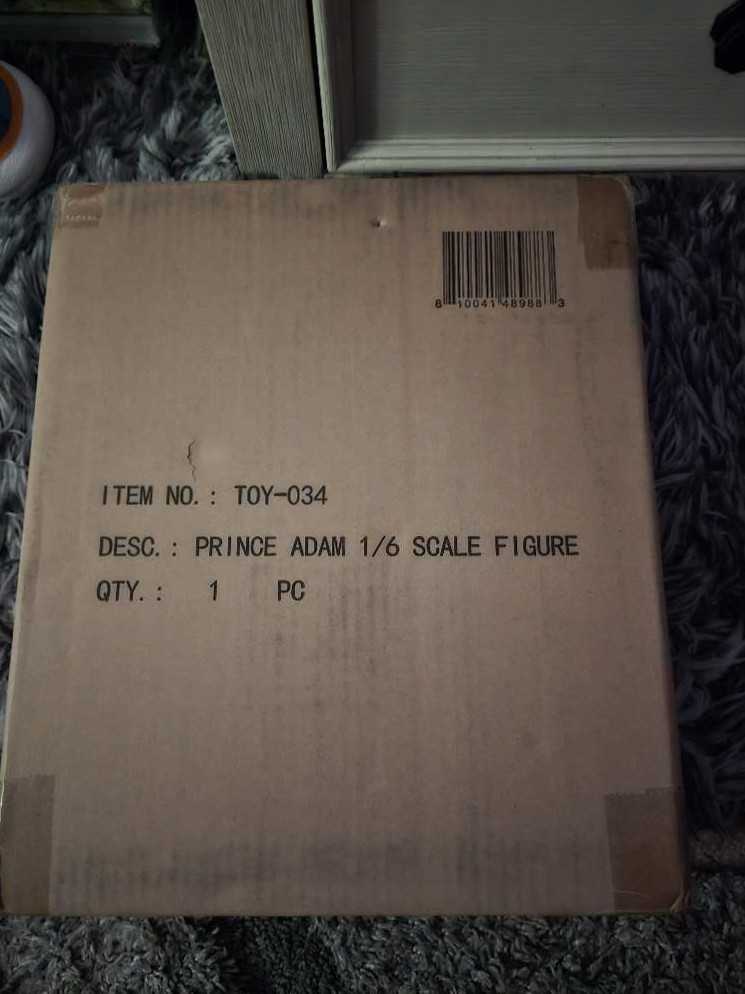 8 10041 48988 3
ITEM NO.: TOY-034
DESC.: PRINCE ADAM 1/6 SCALE FIGURE
QTY.: 1 PC